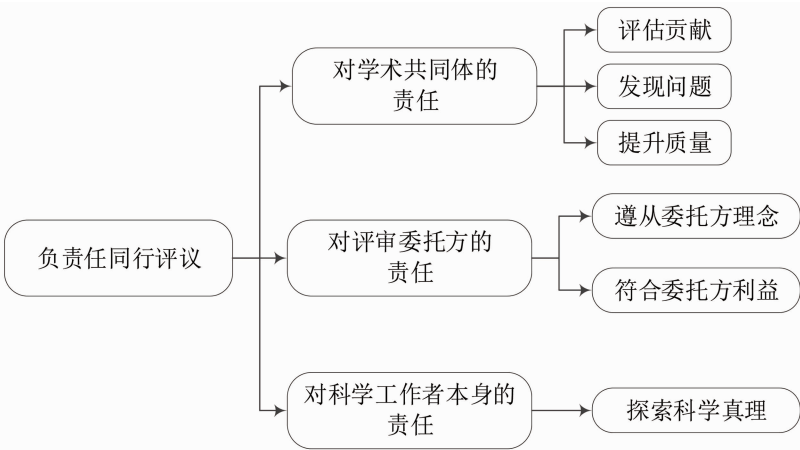 负责任同行评议
对学术共同体的
责任
评估贡献
发现问题
提升质量
对评审委托方的
责任
遵从委托方理念
符合委托方利益
对科学工作者本身的
责任
探索科学真理